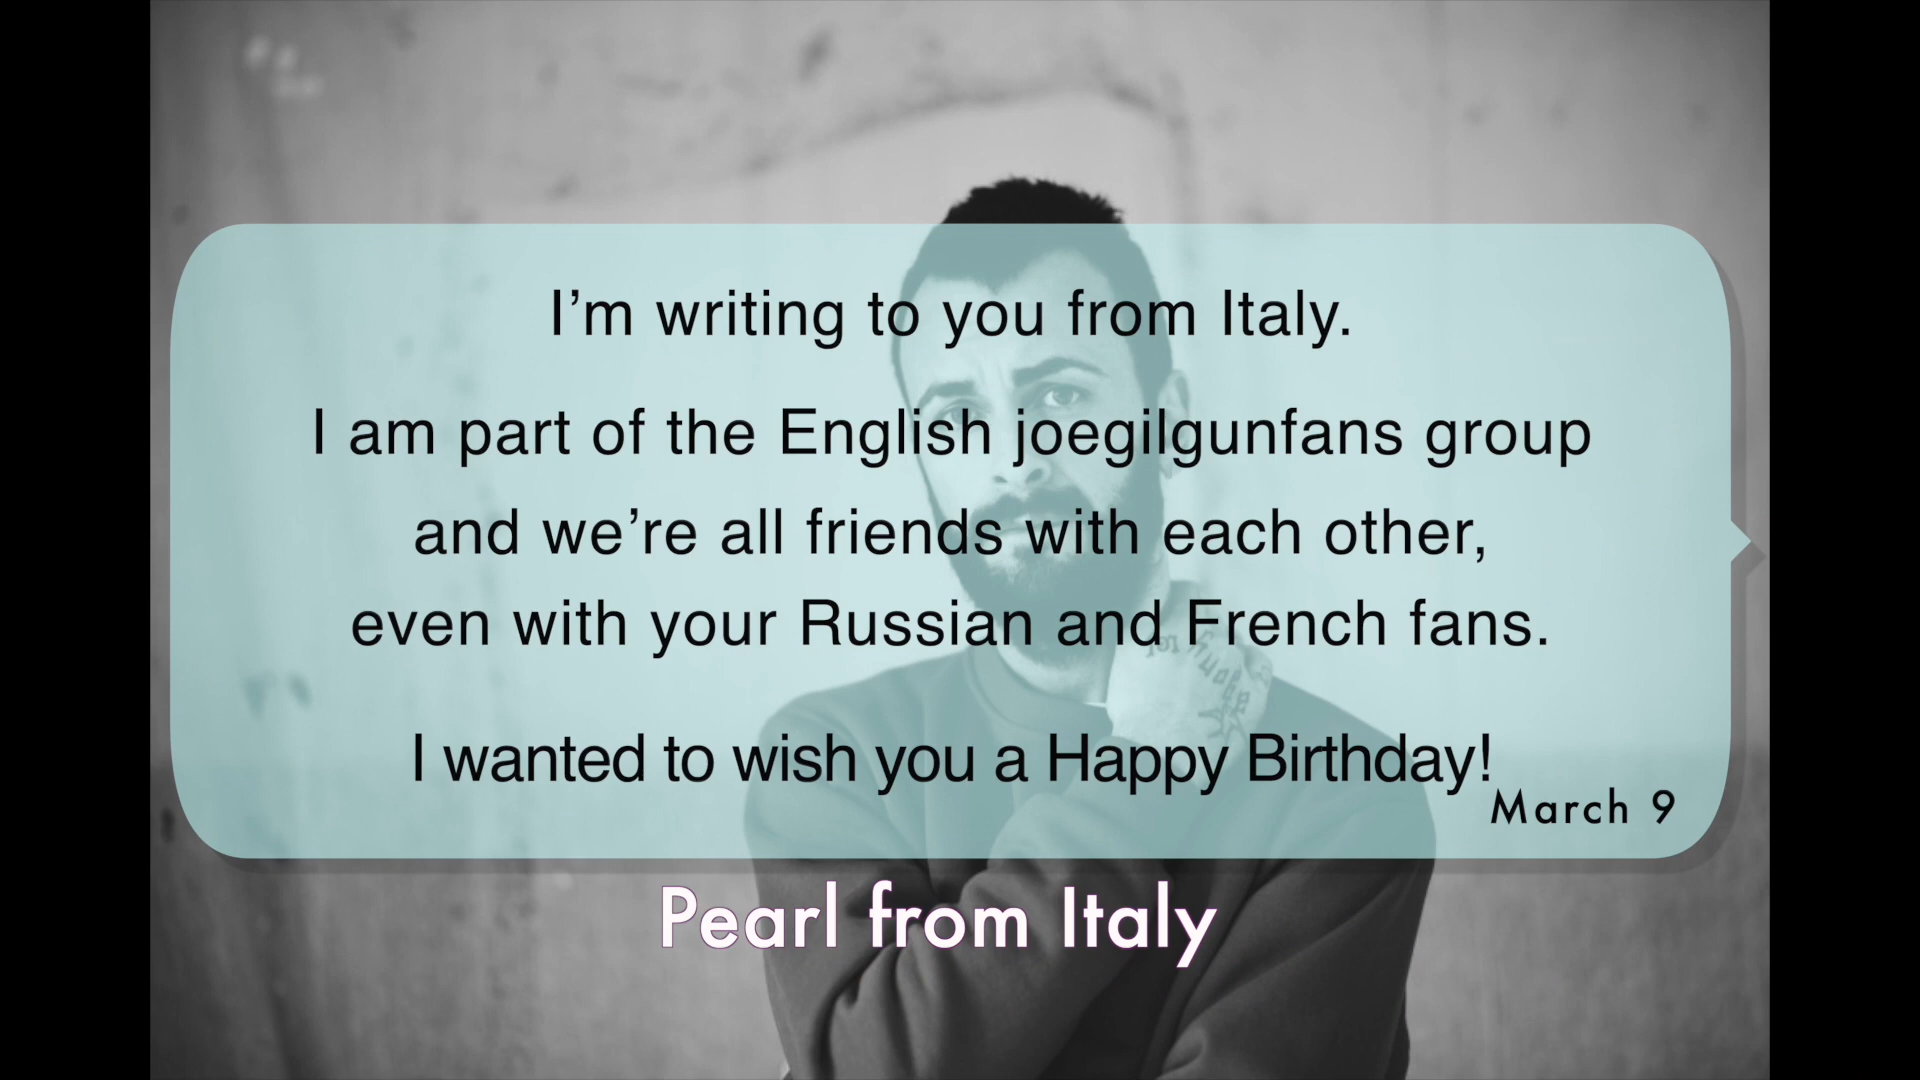 I’m writing to you from Italy.
I am part of the English joegilgunfans group
and we’re all friends with each other,
even with your Russian and French fans.
I wanted to wish you a Happy Birthday!
March 9
Pearl from Italy